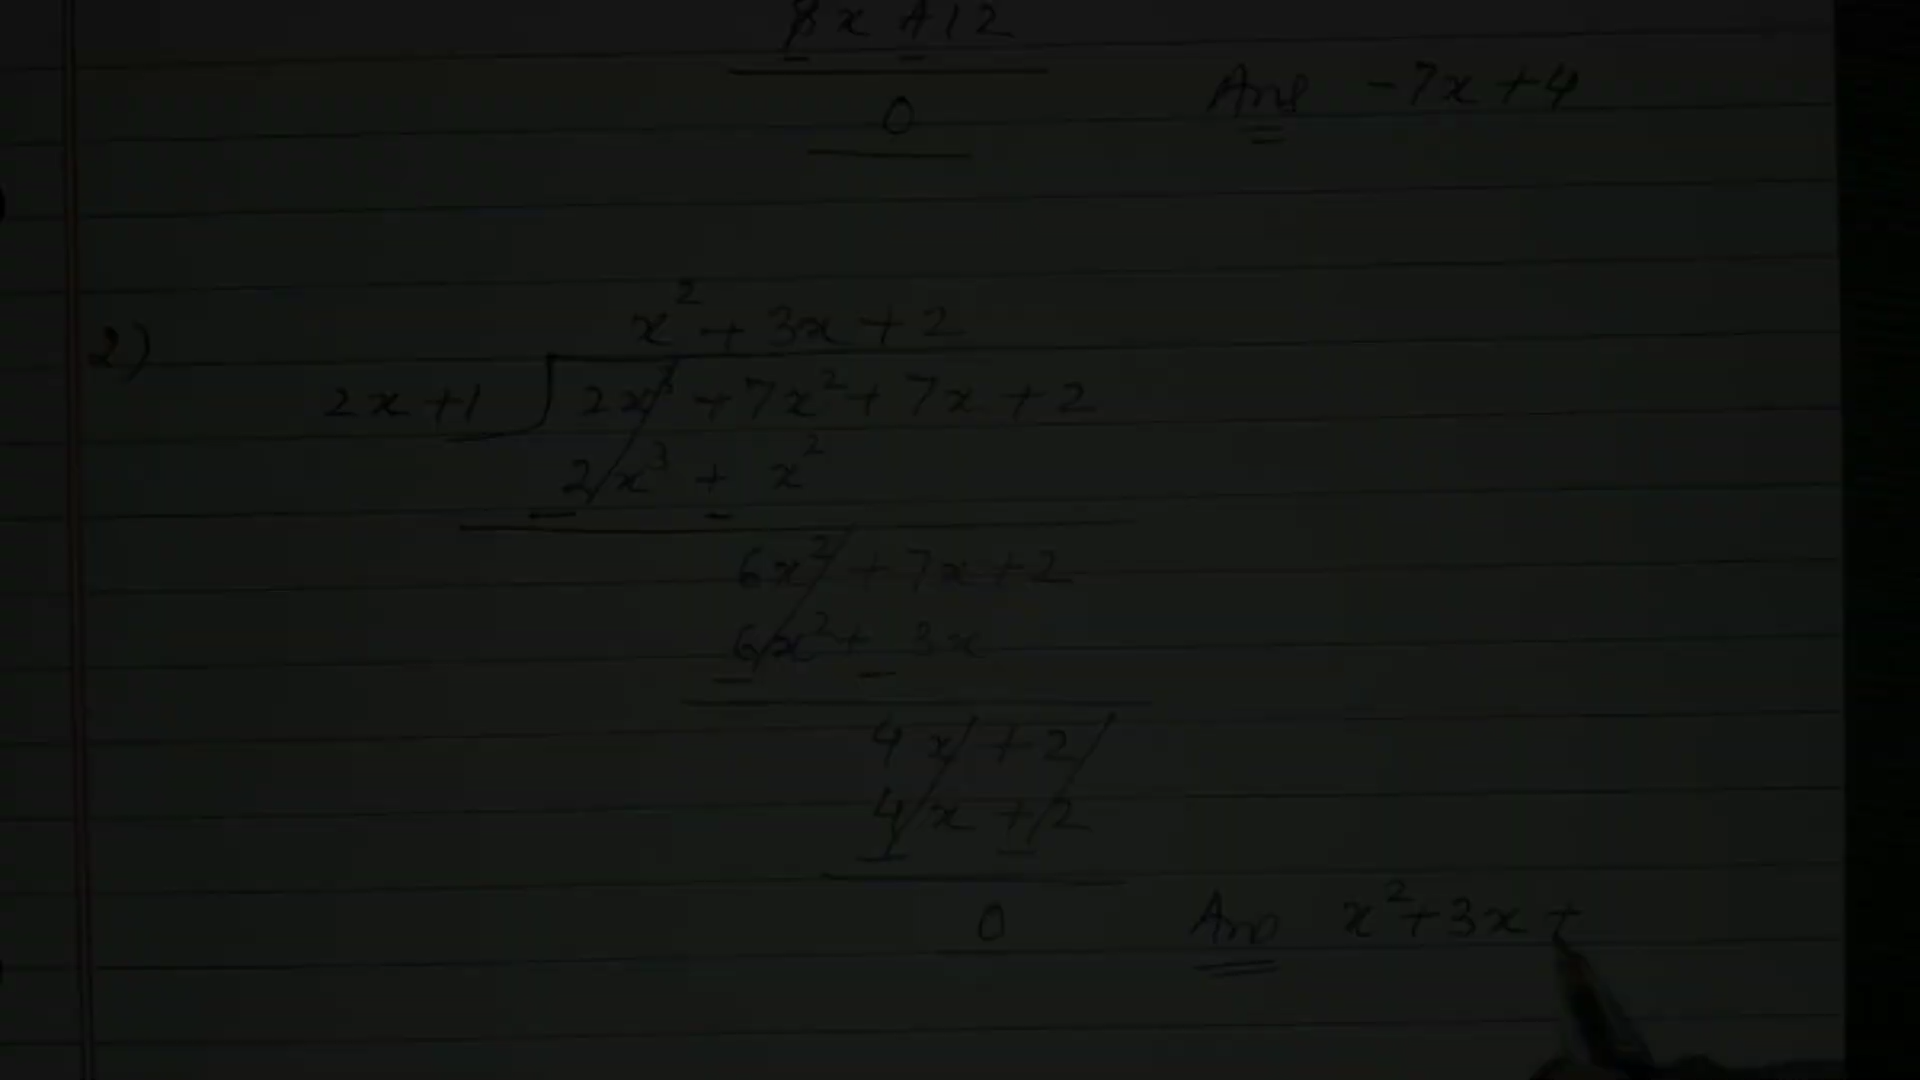 8x +12
0
Ans -7x +4
2)
x² + 3x + 2
2x +1 ) 2x³ + 7x² + 7x + 2
2x³ + x²
6x² + 7x + 2
6x² + 3x
4x + 2
4x + 2
0
Ans x² + 3x +